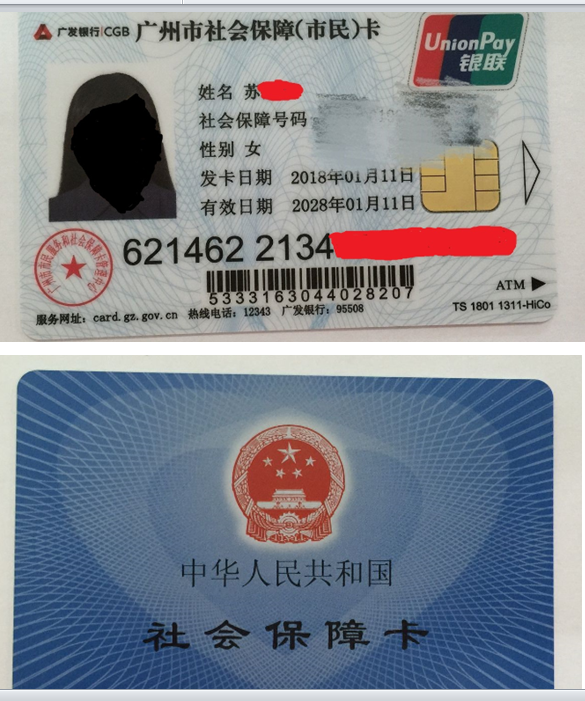 广发银行|CGB 广州市社会保障(市民)卡
UnionPay
银联
姓名 苏
社会保障号码
性别 女
发卡日期 2018年01月11日
有效日期 2028年01月11日
621462 2134
5333163044028207
ATM
服务网址: card.gz.gov.cn 热线电话: 12343 广发银行: 95508
TS 1801 1311-HiCo
中华人民共和国
社会保障卡